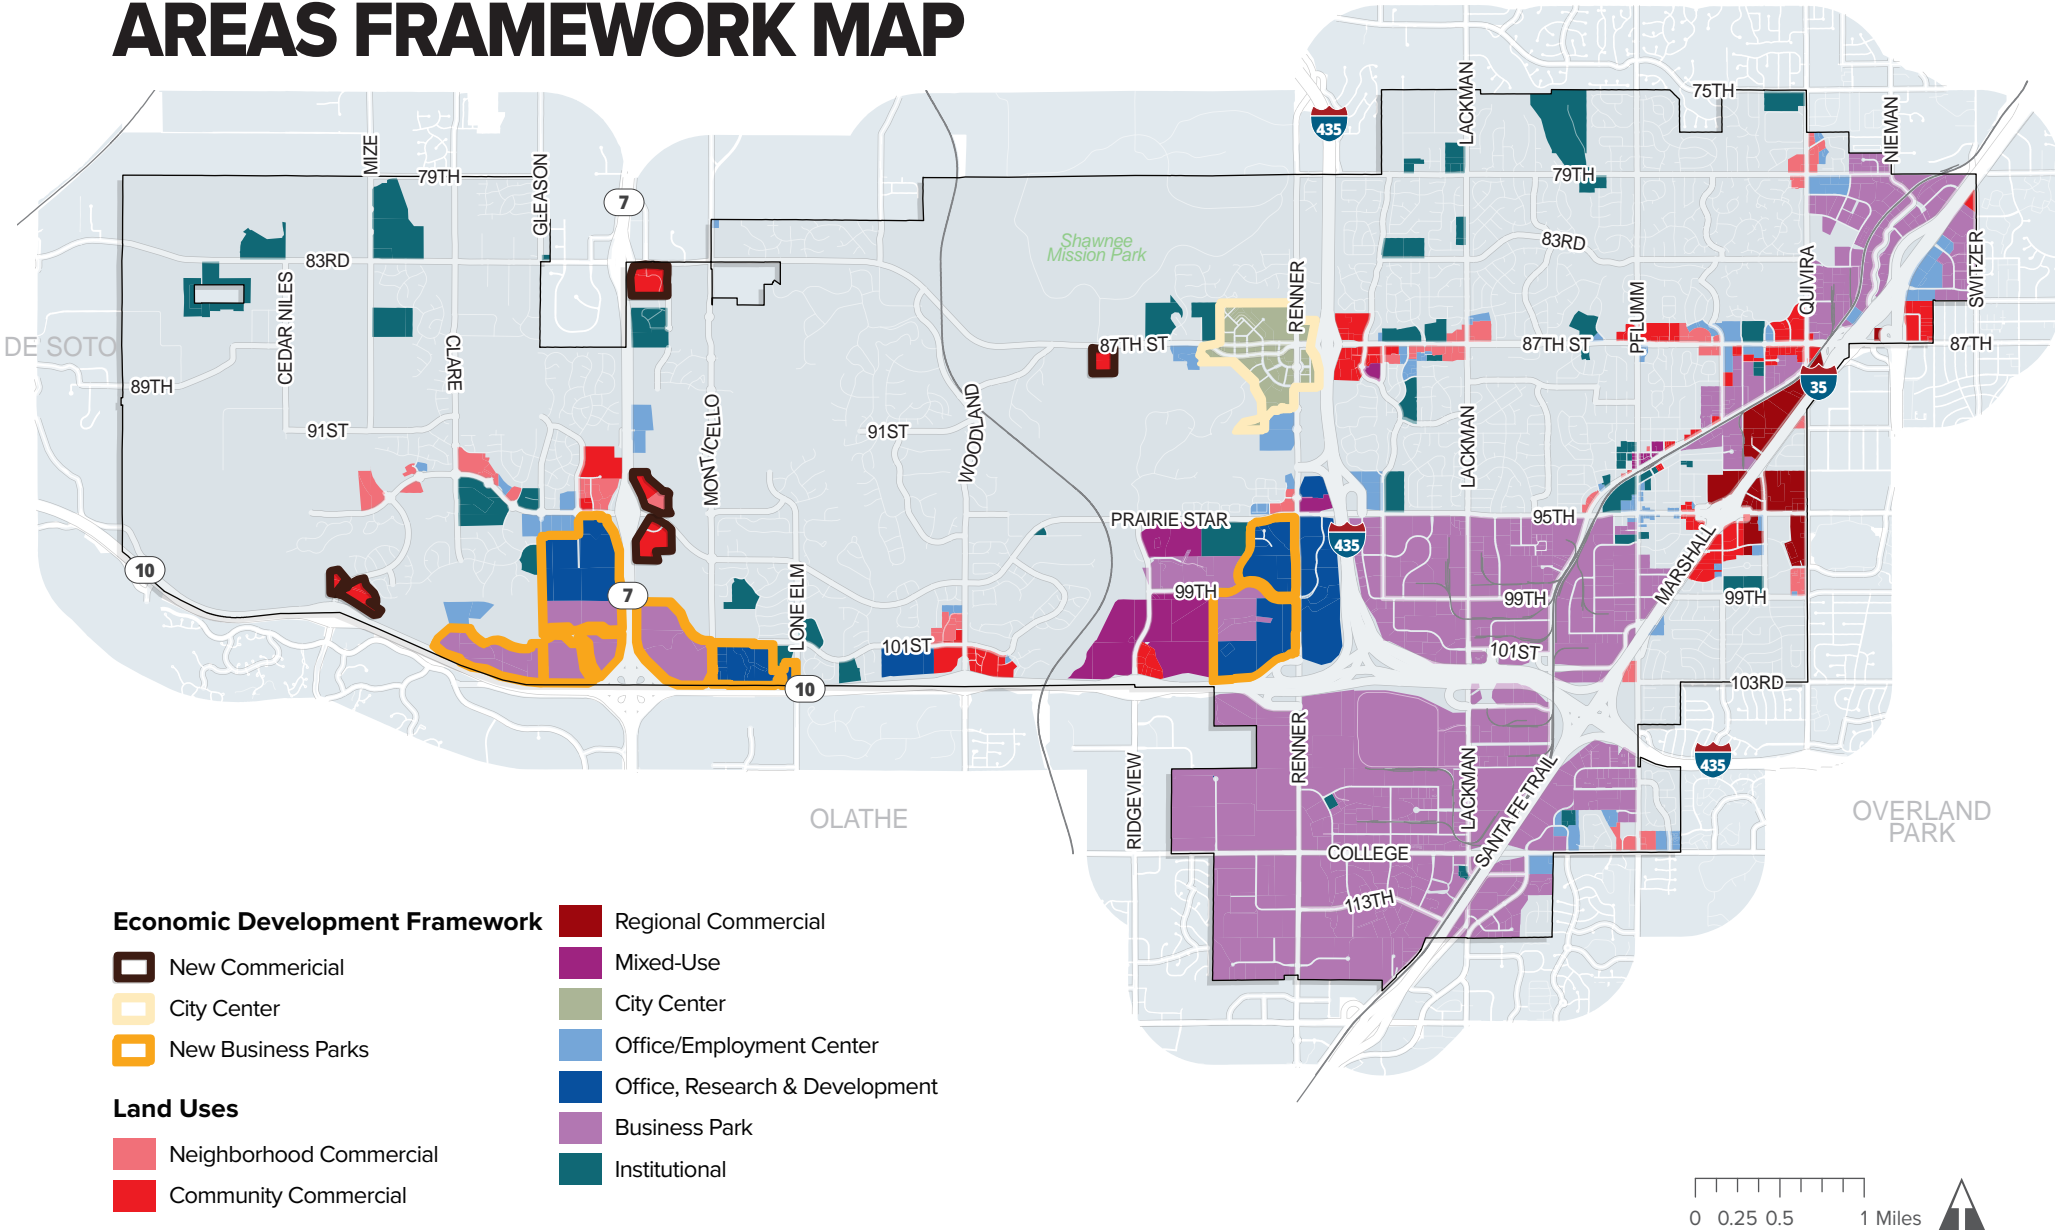 AREAS FRAMEWORK MAP
75TH
LACKMAN
NIEMAN
435
MIZE
79TH
GLEASON
7
79TH
83RD
Shawnee
Mission Park
RENNER
83RD
QUIVIRA
SWITZER
CEDAR NILES
PFLUMM
DE SOTO
CLARE
87TH ST
87TH ST
87TH
89TH
35
MONTICELLO
WOODLAND
LACKMAN
91ST
91ST
PRAIRIE STAR
95TH
435
MARSHALL
10
7
LONE ELM
99TH
99TH
99TH
101ST
101ST
10
103RD
RENNER
RIDGEVIEW
LACKMAN
SANTA FE TRAIL
435
OLATHE
OVERLAND
PARK
COLLEGE
113TH
Economic Development Framework
New Commericial
City Center
New Business Parks
Land Uses
Neighborhood Commercial
Community Commercial
Regional Commercial
Mixed-Use
City Center
Office/Employment Center
Office, Research & Development
Business Park
Institutional
0 0.25 0.5 1 Miles